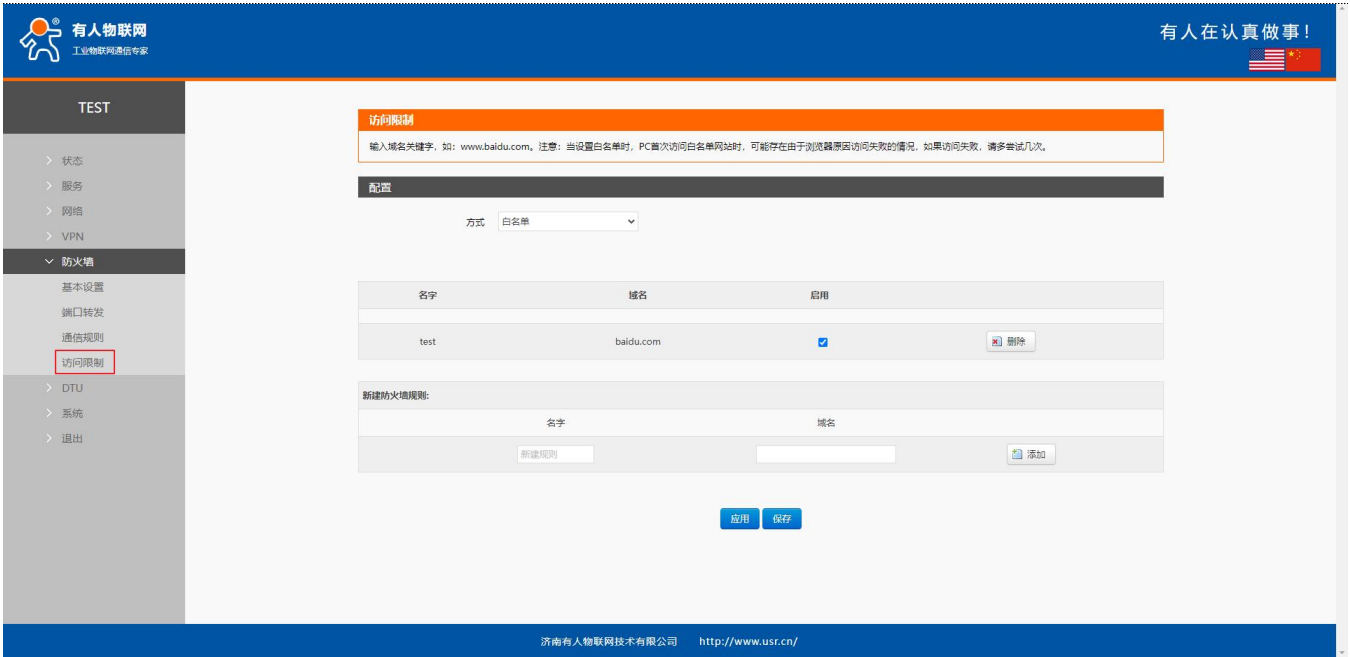 有人物联网
工业物联网通信专家
有人在认真做事！
TEST
状态
服务
网络
VPN
防火墙
基本设置
端口转发
通信规则
访问限制
DTU
系统
退出
访问限制
输入域名关键字，如：www.baidu.com。注意：当设置白名单时，PC首次访问白名单网站时，可能存在由于浏览器原因访问失败的情况，如果访问失败，请多尝试几次。
配置
方式 白名单
名字 域名 启用
test baidu.com 删除
新建防火墙规则:
名字 域名
新建规则 添加
应用 保存
济南有人物联网技术有限公司 http://www.usr.cn/